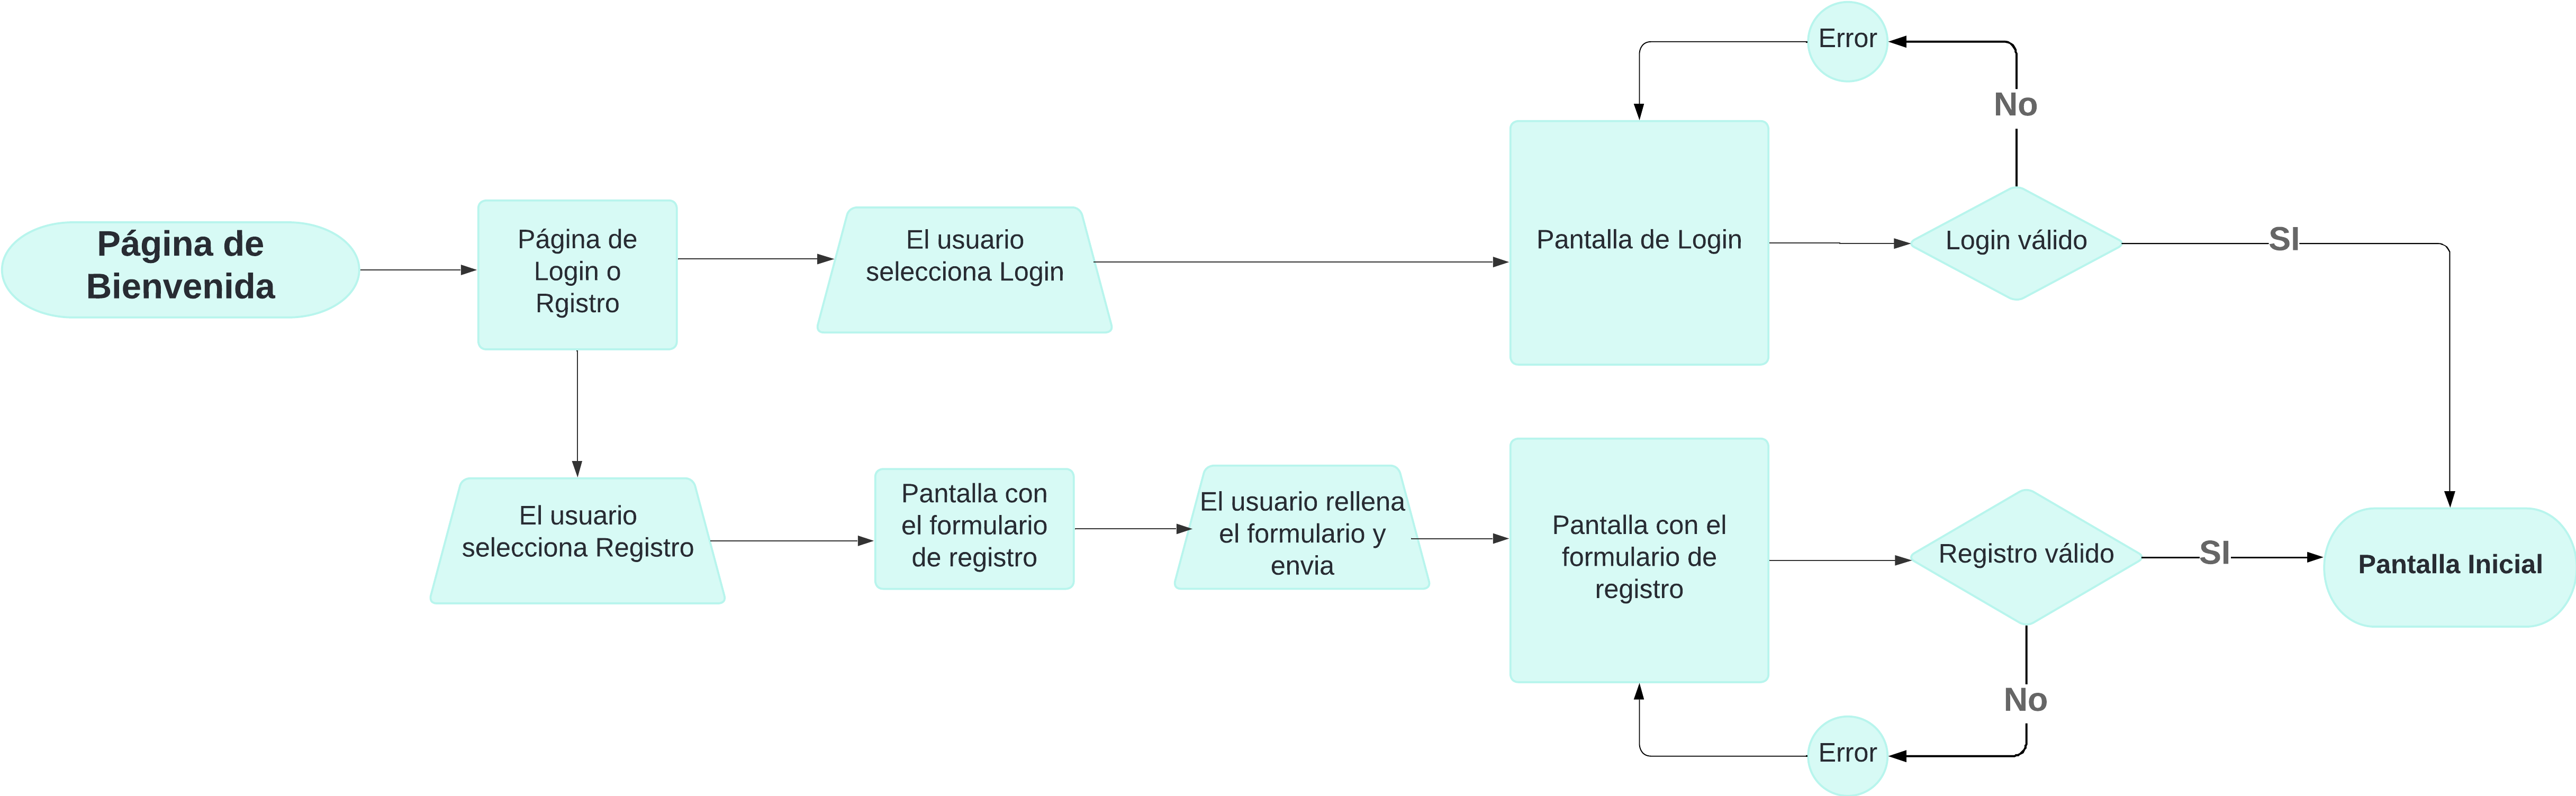 Error
No
Página de
Bienvenida
Página de
Login o
Rgistro
El usuario
selecciona Login
Pantalla de Login
Login válido
SI
El usuario
selecciona Registro
Pantalla con
el formulario
de registro
El usuario rellena
el formulario y
envia
Pantalla con el
formulario de
registro
Registro válido
SI
Pantalla Inicial
No
Error